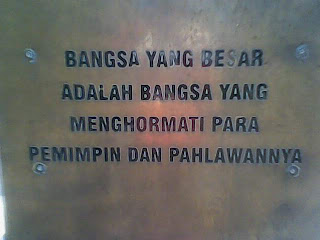 BANGSA YANG BESAR
ADALAH BANGSA YANG
MENGHORMATI PARA
PEMIMPIN DAN PAHLAWANNYA